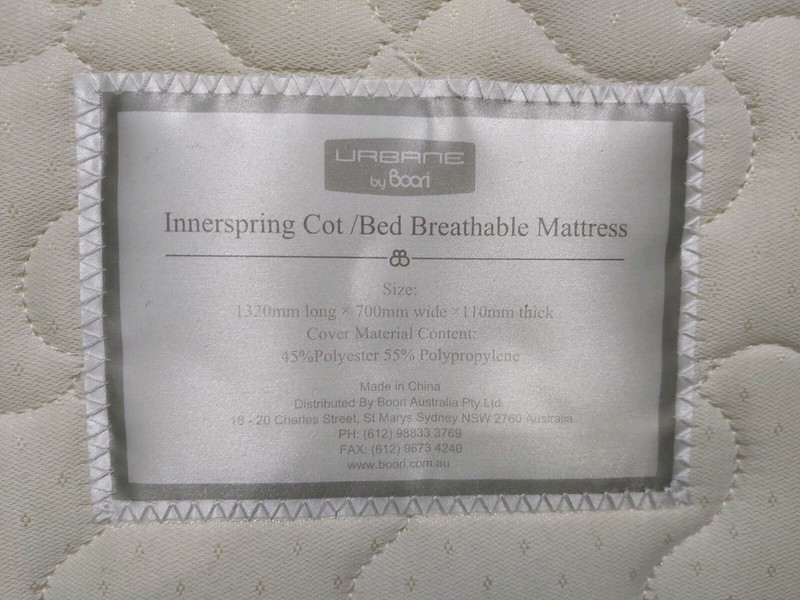 URBANE
by Boori
Innerspring Cot /Bed Breathable Mattress
Size:
1320mm long × 700mm wide ×110mm thick
Cover Material Content:
45%Polyester 55% Polypropylene
Made in China
Distributed By Boori Australia Pty Ltd.
18 - 20 Charles Street, St Marys Sydney NSW 2760 Australia
PH: (612) 98833 3769
FAX: (612) 9673 4240
www.boori.com.au